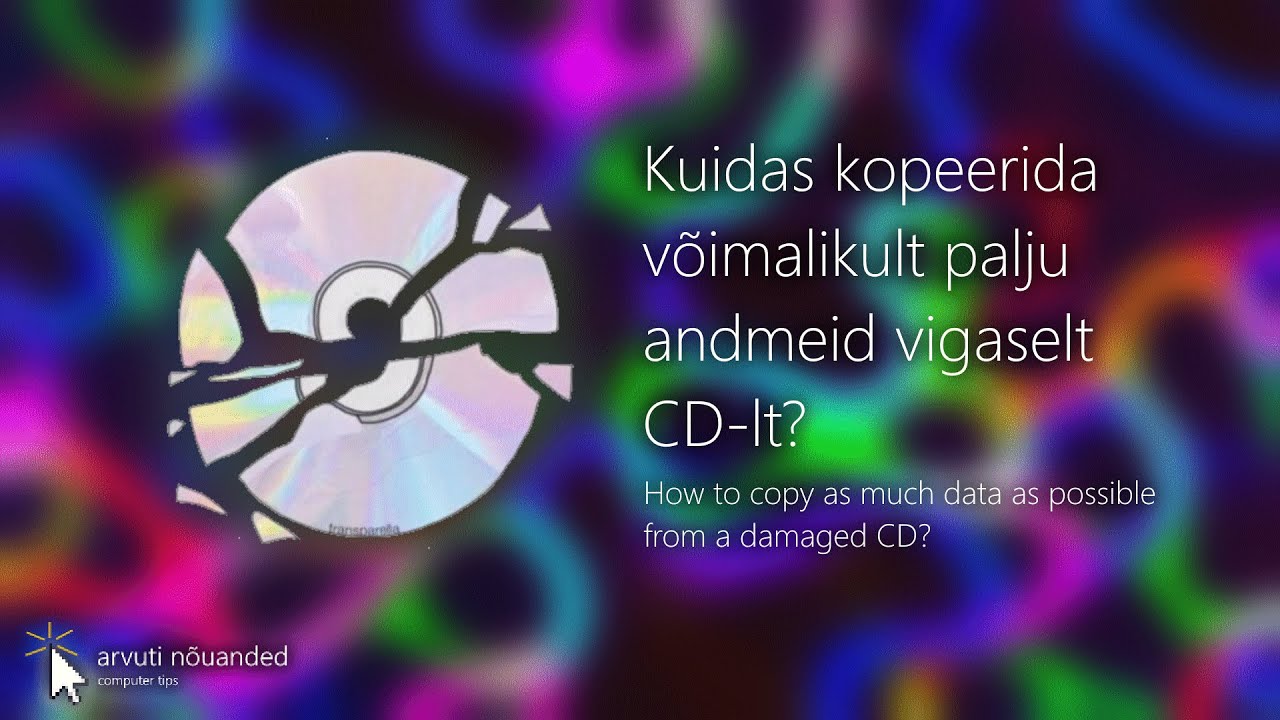 Kuidas kopeerida
võimalikult palju
andmeid vigaselt
CD-lt?
How to copy as much data as possible
from a damaged CD?
transparella
arvuti nõuanded
computer tips